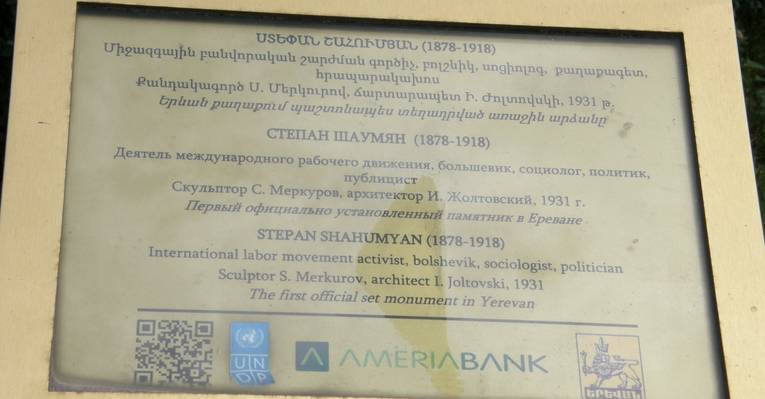 ՍՏԵՓԱՆ ՇԱՀՈՒՄՅԱՆ (1878-1918)
Միջազգային բանվորական շարժման գործիչ, բոլշևիկ, սոցիոլոգ, քաղաքագետ,
հրապարակախոս
Քանդակագործ Ս. Մերկուրով, ճարտարապետ Ի. Ժոլտովսկի, 1931 թ.
Երևան քաղաքում պաշտոնապես տեղադրված առաջին արձանը
СТЕПАН ШАУМЯН (1878-1918)
Деятель международного рабочего движения, большевик, социолог, политик,
публицист
Скульптор С. Меркуров, архитектор И. Жолтовский, 1931 г.
Первый официально установленный памятник в Ереване
STEPAN SHAHUMYAN (1878-1918)
International labor movement activist, bolshevik, sociologist, politician
Sculptor S. Merkurov, architect I. Joltovski, 1931
The first official set monument in Yerevan
UN
DP
AMERIABANK
ԵՐԵՎԱՆ